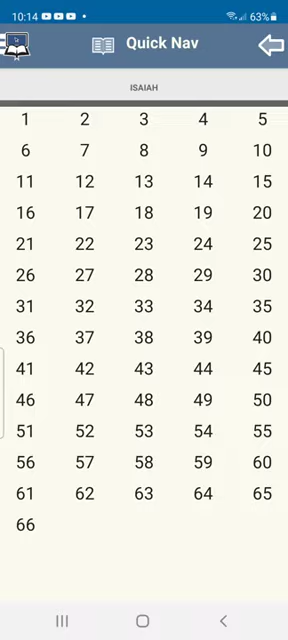 10:14 63%
Quick Nav
ISAIAH
1 2 3 4 5
6 7 8 9 10
11 12 13 14 15
16 17 18 19 20
21 22 23 24 25
26 27 28 29 30
31 32 33 34 35
36 37 38 39 40
41 42 43 44 45
46 47 48 49 50
51 52 53 54 55
56 57 58 59 60
61 62 63 64 65
66